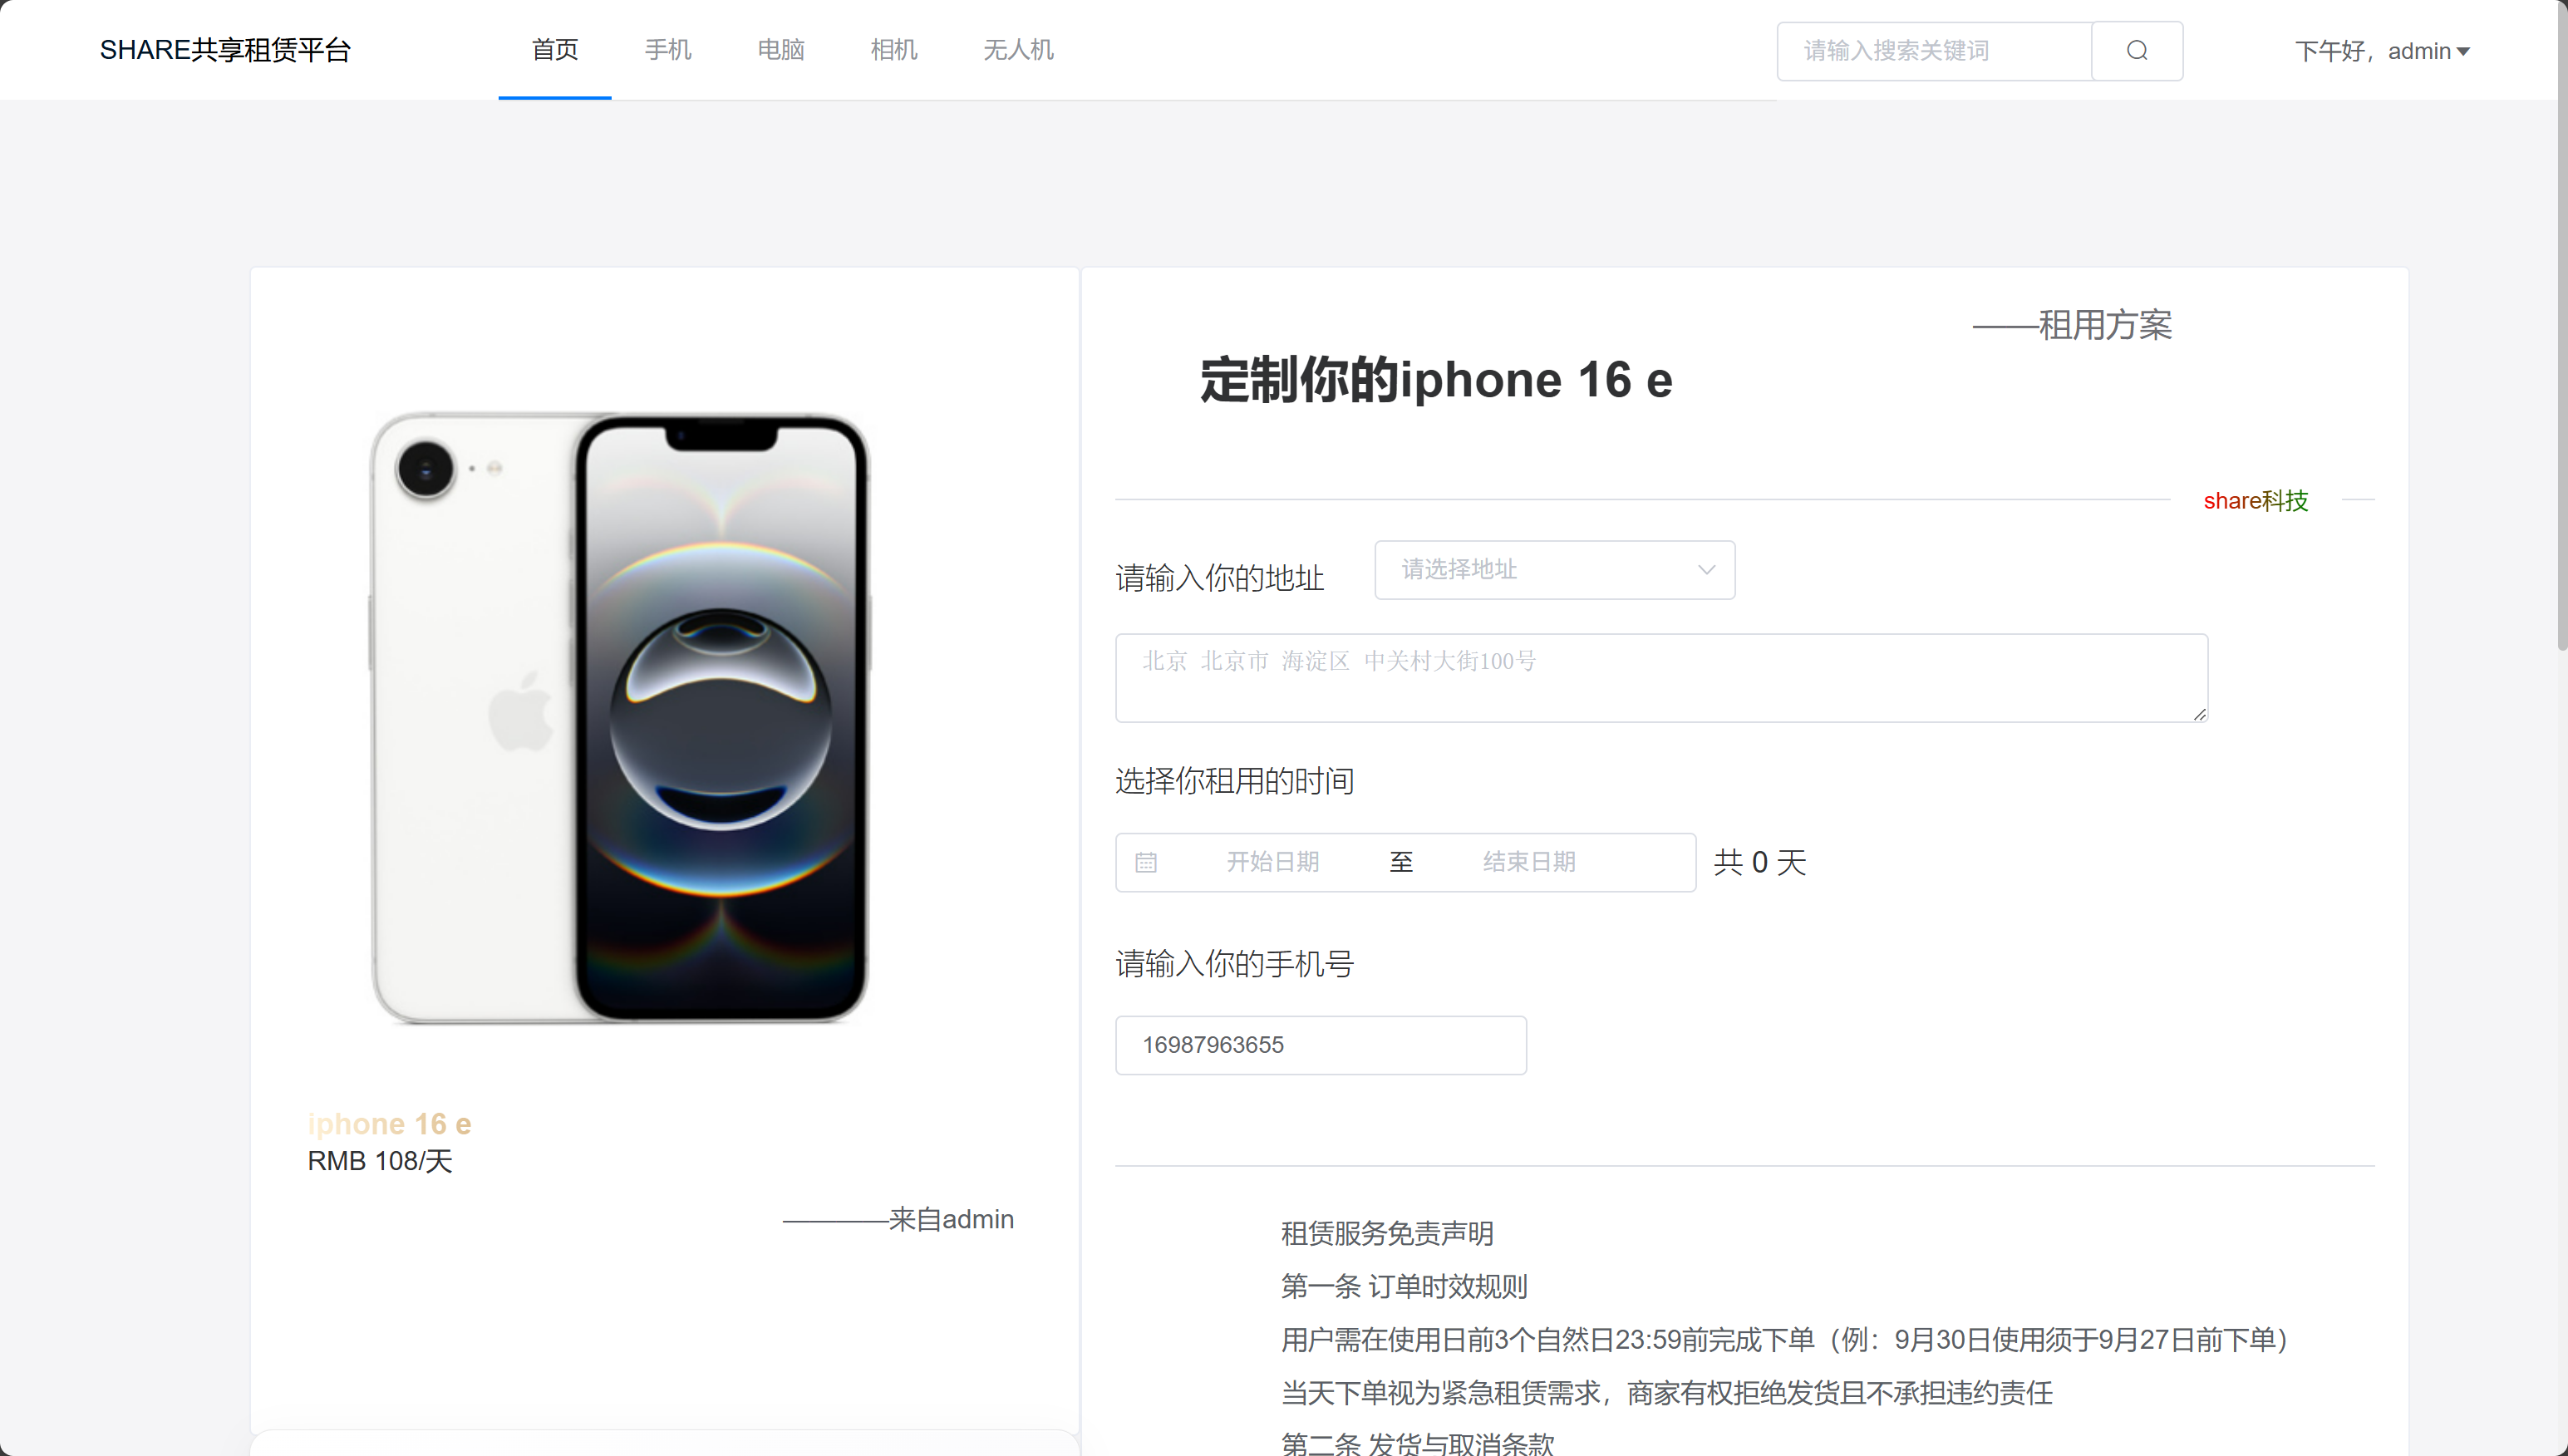 SHARE共享租赁平台
首页 手机 电脑 相机 无人机
请输入搜索关键词
下午好，admin
——租用方案
定制你的iphone 16 e
share科技
请输入你的地址 请选择地址
北京 北京市 海淀区 中关村大街100号
选择你租用的时间
开始日期 至 结束日期 共 0 天
请输入你的手机号
16987963655
iphone 16 e
RMB 108/天
————来自admin
租赁服务免责声明
第一条 订单时效规则
用户需在使用日前3个自然日23:59前完成下单（例：9月30日使用须于9月27日前下单）
当天下单视为紧急租赁需求，商家有权拒绝发货且不承担违约责任
第二条 发货与取消条款